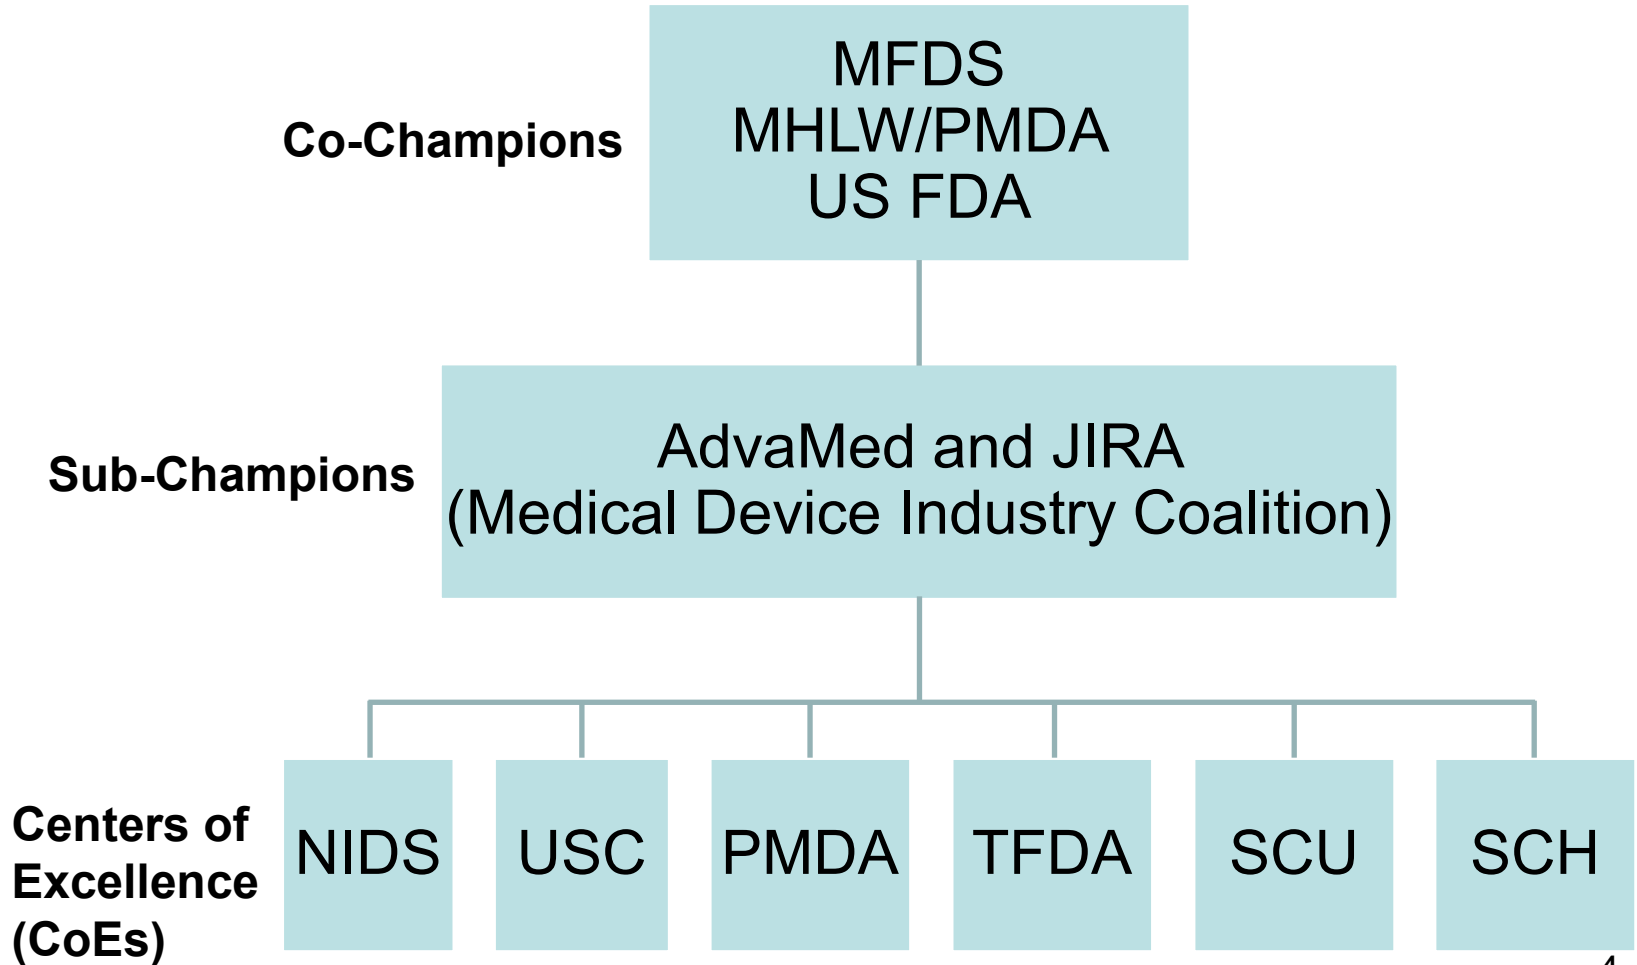 Co-Champions
MFDS
MHLW/PMDA
US FDA
Sub-Champions
AdvaMed and JIRA
(Medical Device Industry Coalition)
Centers of
Excellence
(CoEs)
NIDS
USC
PMDA
TFDA
SCU
SCH
4